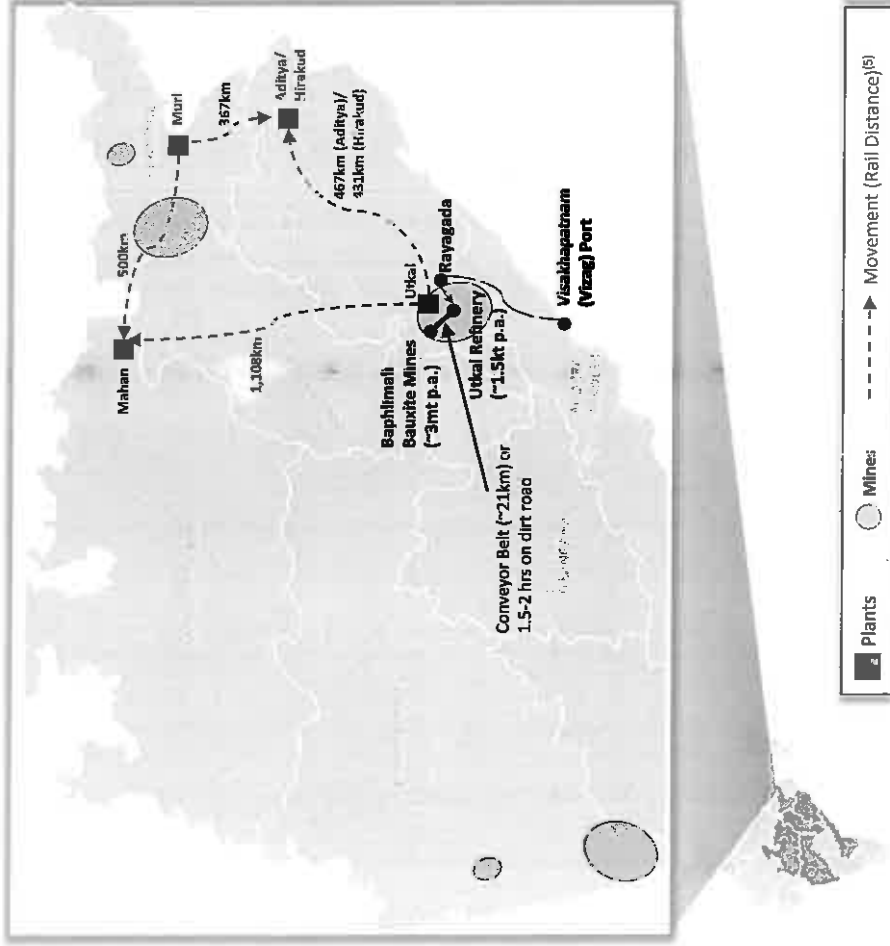 Mahan
500km
Muri
367km
Aditya/
Hirakud
1,108km
467km (Aditya)/
431km (Hirakud)
Utkal
Rayagada
Baphlimali
Bauxite Mines
(~3mt p.a.)
Utkal Refinery
(~1.5kt p.a.)
Conveyor Belt (~21km) or
1.5-2 hrs on dirt road
Visakhapatnam
(Vizag) Port
Plants
Mines
Movement (Rail Distance)(5)